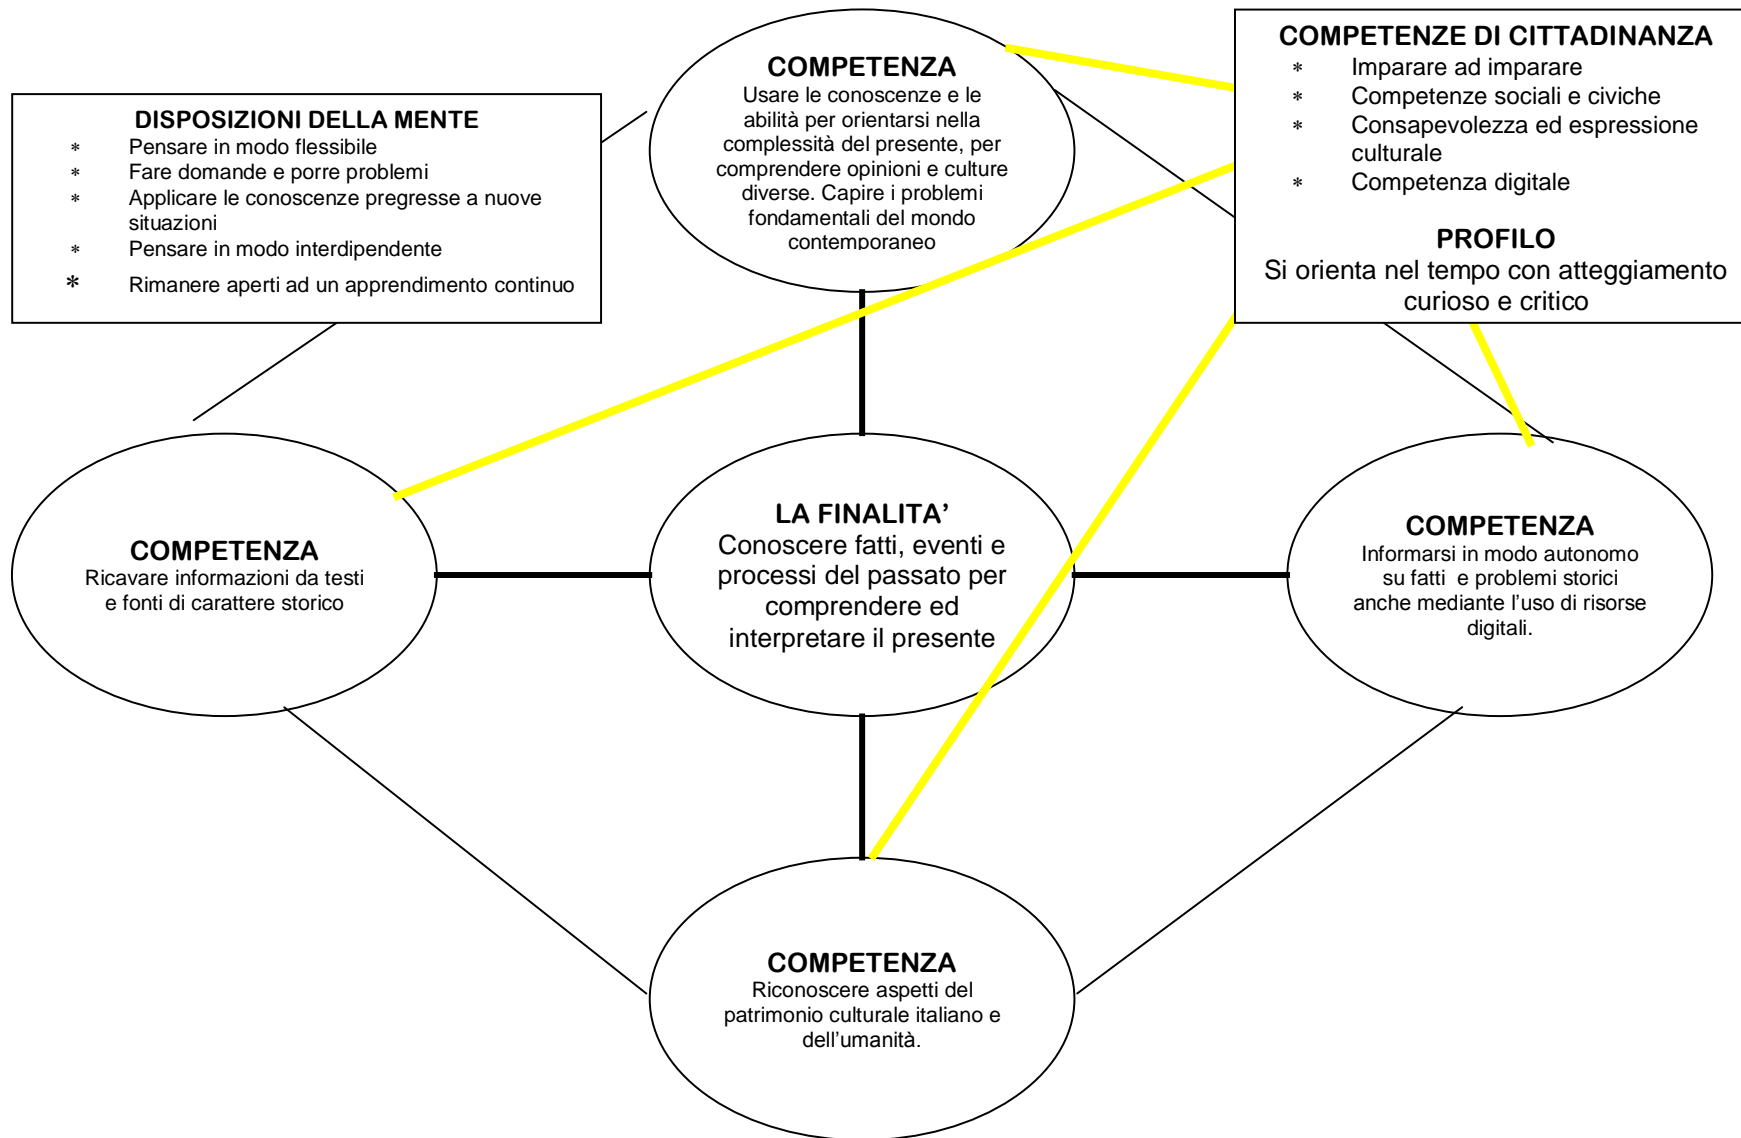 DISPOSIZIONI DELLA MENTE
* Pensare in modo flessibile
* Fare domande e porre problemi
* Applicare le conoscenze pregresse a nuove
situazioni
* Pensare in modo interdipendente
* Rimanere aperti ad un apprendimento continuo
COMPETENZA
Usare le conoscenze e le
abilità per orientarsi nella
complessità del presente, per
comprendere opinioni e culture
diverse. Capire i problemi
fondamentali del mondo
contemporaneo
COMPETENZE DI CITTADINANZA
* Imparare ad imparare
* Competenze sociali e civiche
* Consapevolezza ed espressione
culturale
* Competenza digitale
PROFILO
Si orienta nel tempo con atteggiamento
curioso e critico
COMPETENZA
Ricavare informazioni da testi
e fonti di carattere storico
LA FINALITA’
Conoscere fatti, eventi e
processi del passato per
comprendere ed
interpretare il presente
COMPETENZA
Informarsi in modo autonomo
su fatti e problemi storici
anche mediante l’uso di risorse
digitali.
COMPETENZA
Riconoscere aspetti del
patrimonio culturale italiano e
dell’umanità.